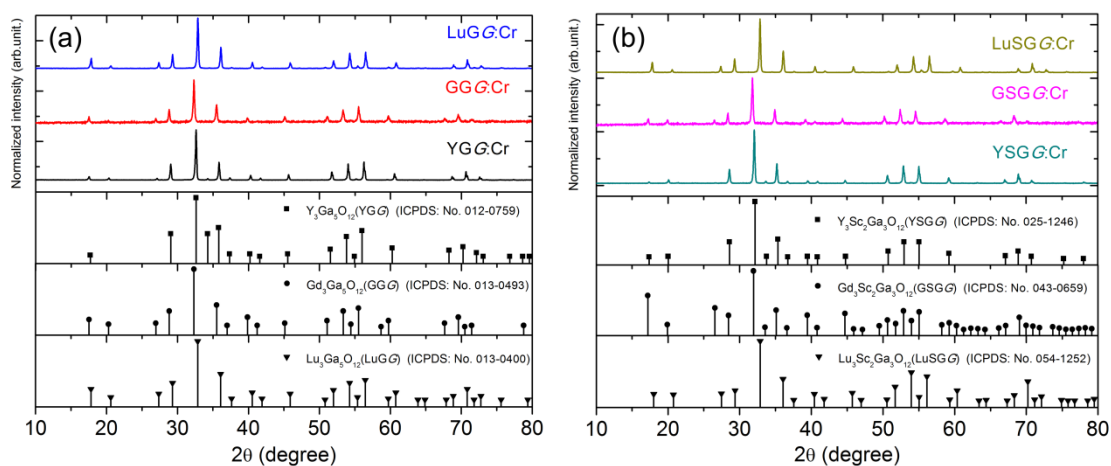 (a)
Normalized intensity (arb.unit.)
LuGG:Cr
GGG:Cr
YGG:Cr
Y₃Ga₅O₁₂(YGG) (ICPDS: No. 012-0759)
Gd₃Ga₅O₁₂(GGG) (ICPDS: No. 013-0493)
Lu₃Ga₅O₁₂(LuGG) (ICPDS: No. 013-0400)
10 20 30 40 50 60 70 80
2θ (degree)
(b)
Normalized intensity (arb.unit.)
LuSGG:Cr
GSGG:Cr
YSGG:Cr
Y₃Sc₂Ga₃O₁₂(YSGG) (ICPDS: No. 025-1246)
Gd₃Sc₂Ga₃O₁₂(GSGG) (ICPDS: No. 043-0659)
Lu₃Sc₂Ga₃O₁₂(LuSGG) (ICPDS: No. 054-1252)
10 20 30 40 50 60 70 80
2θ (degree)